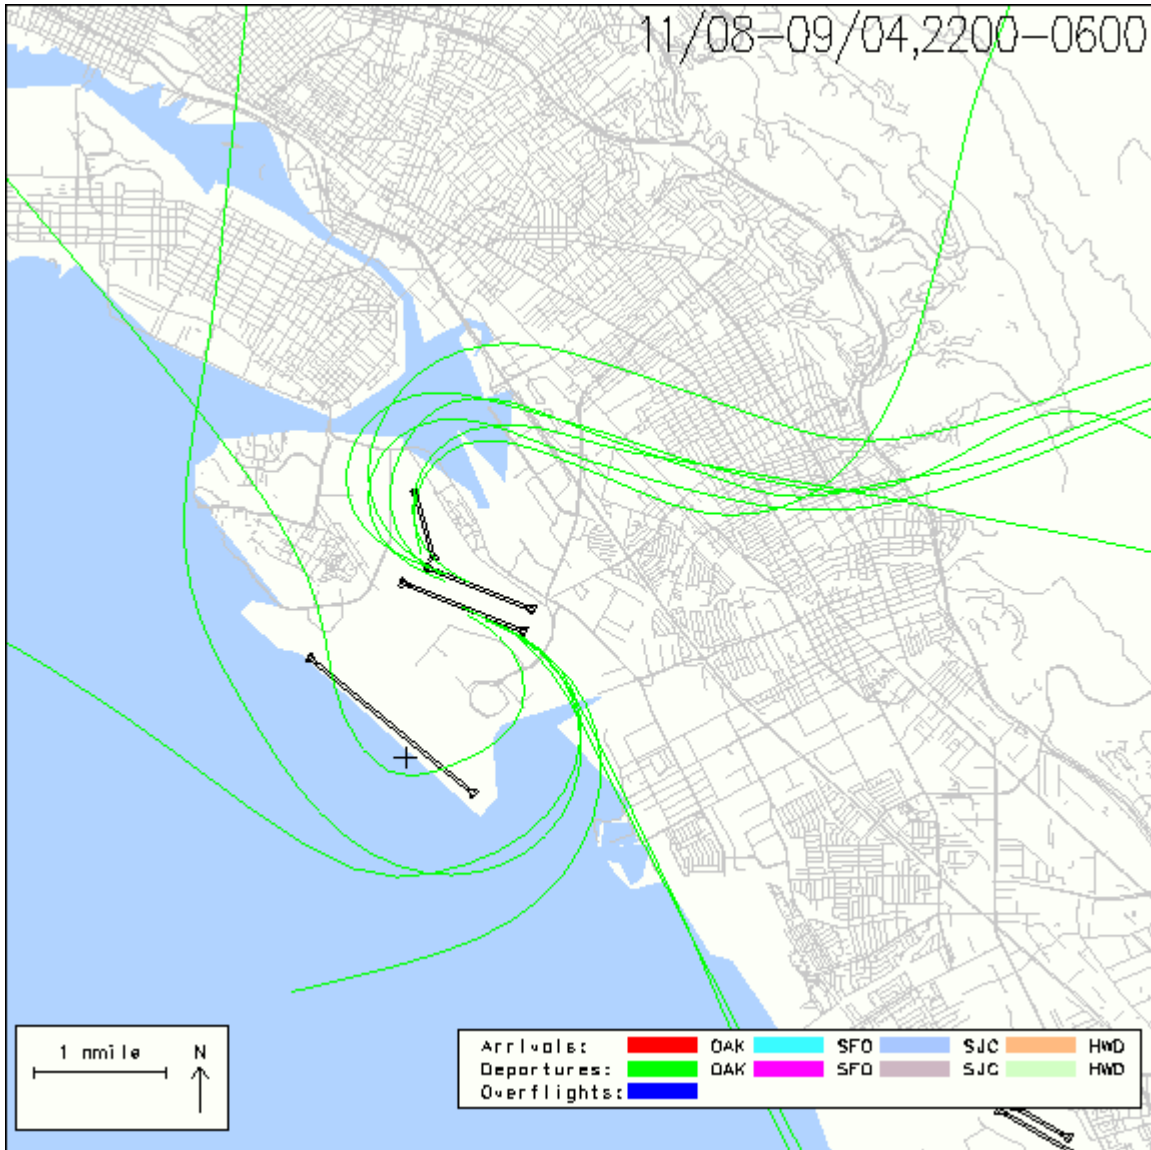 11/08-09/04,2200-0600
1 nmile N
Arrivals: OAK SFO SJC HWD
Departures: OAK SFO SJC HWD
Overflights: